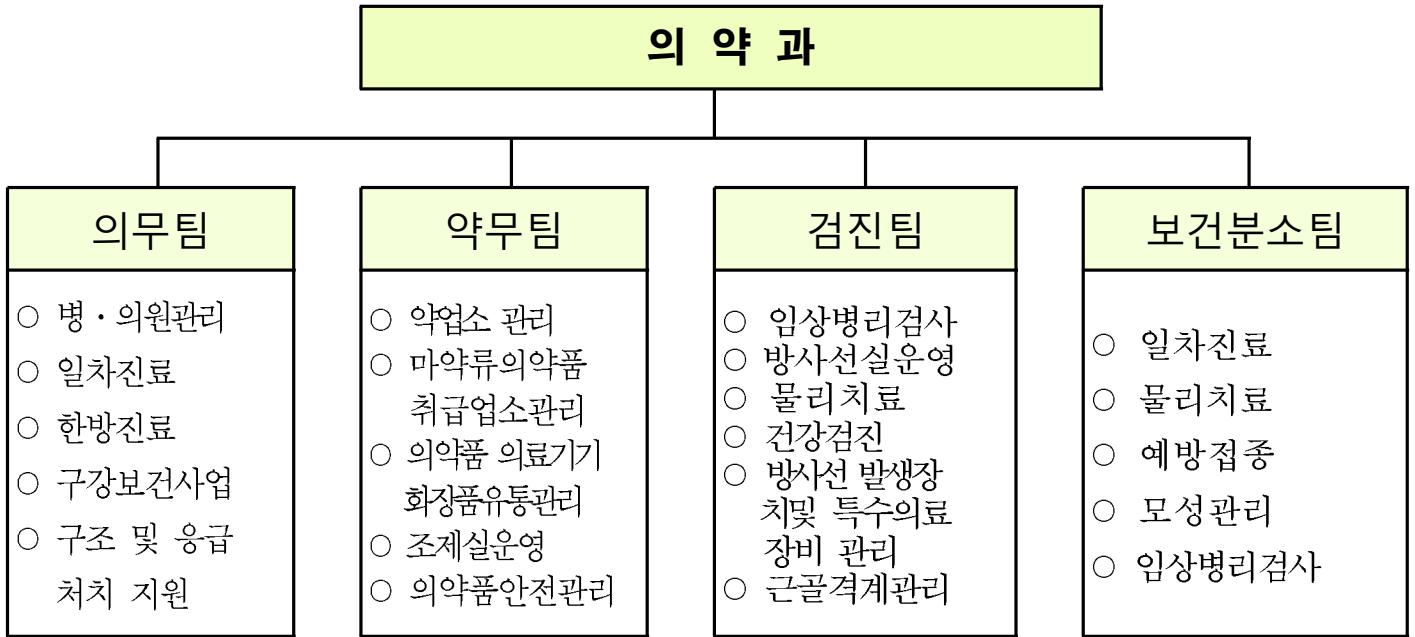 의 약 과
의무팀
○ 병·의원관리
○ 일차진료
○ 한방진료
○ 구강보건사업
○ 구조 및 응급
처치 지원
약무팀
○ 약업소 관리
○ 마약류의약품
취급업소관리
○ 의약품 의료기기
화장품유통관리
○ 조제실운영
○ 의약품안전관리
검진팀
○ 임상병리검사
○ 방사선실운영
○ 물리치료
○ 건강검진
○ 방사선 발생장
치및 특수의료
장비 관리
○ 근골격계관리
보건분소팀
○ 일차진료
○ 물리치료
○ 예방접종
○ 모성관리
○ 임상병리검사